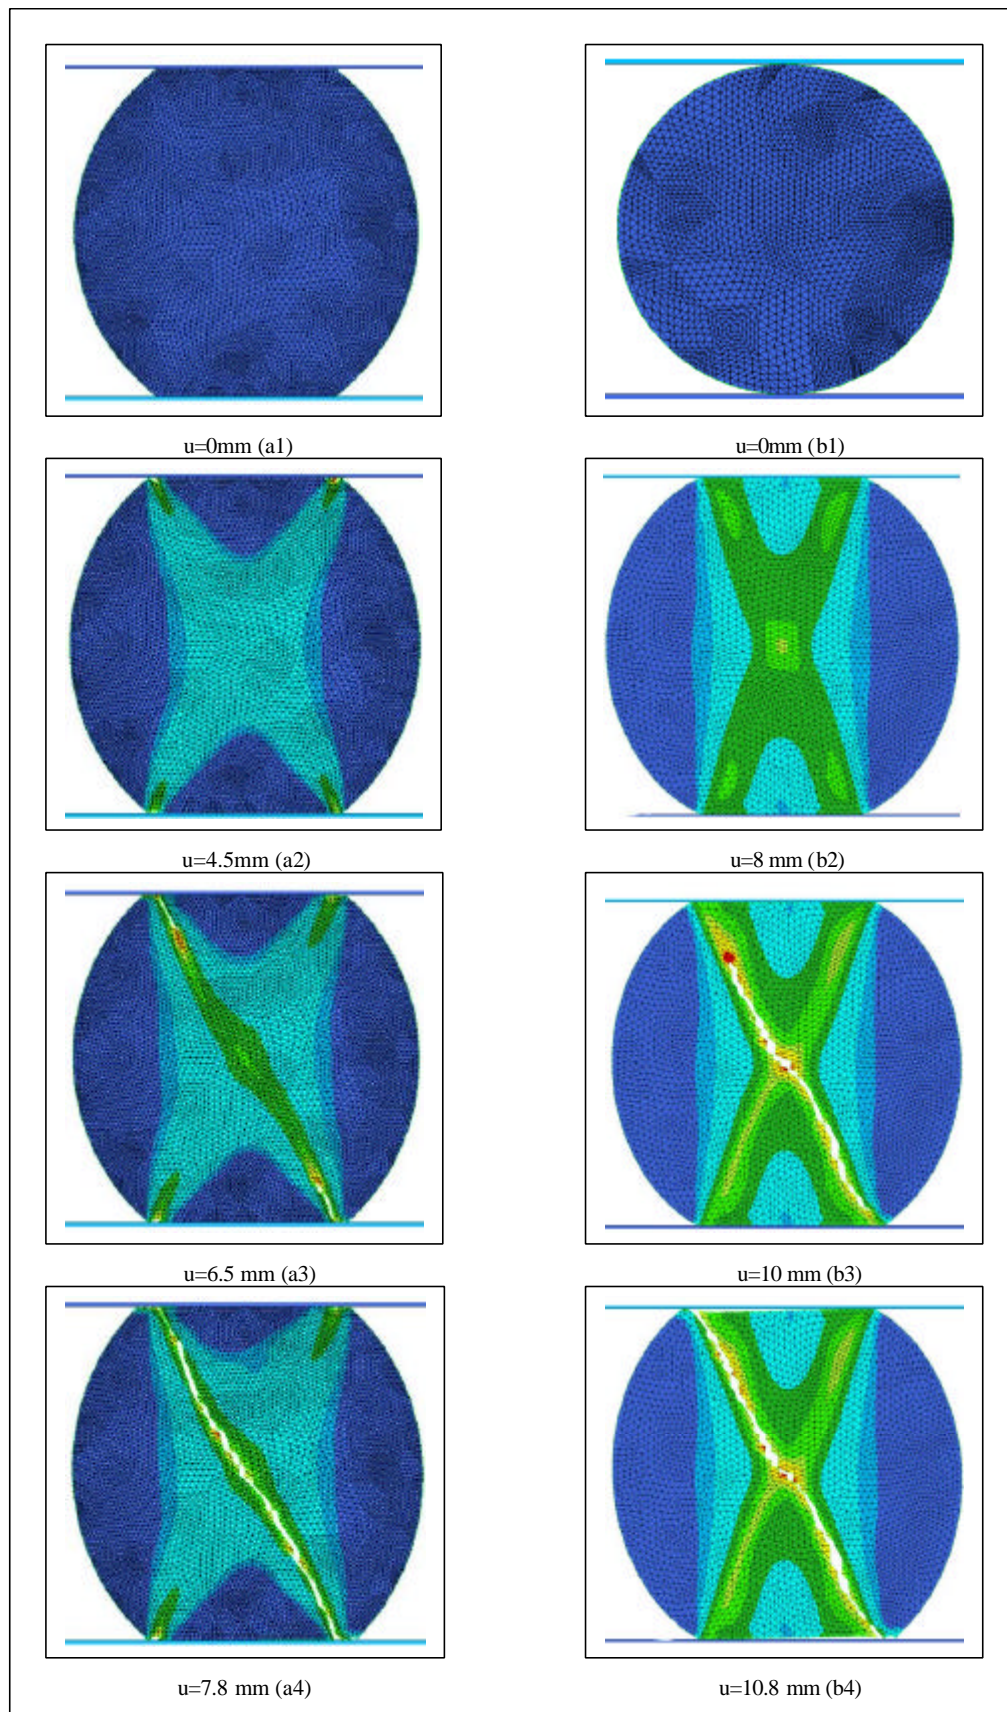 u=0mm (a1)
u=0mm (b1)
u=4.5mm (a2)
u=8 mm (b2)
u=6.5 mm (a3)
u=10 mm (b3)
u=7.8 mm (a4)
u=10.8 mm (b4)